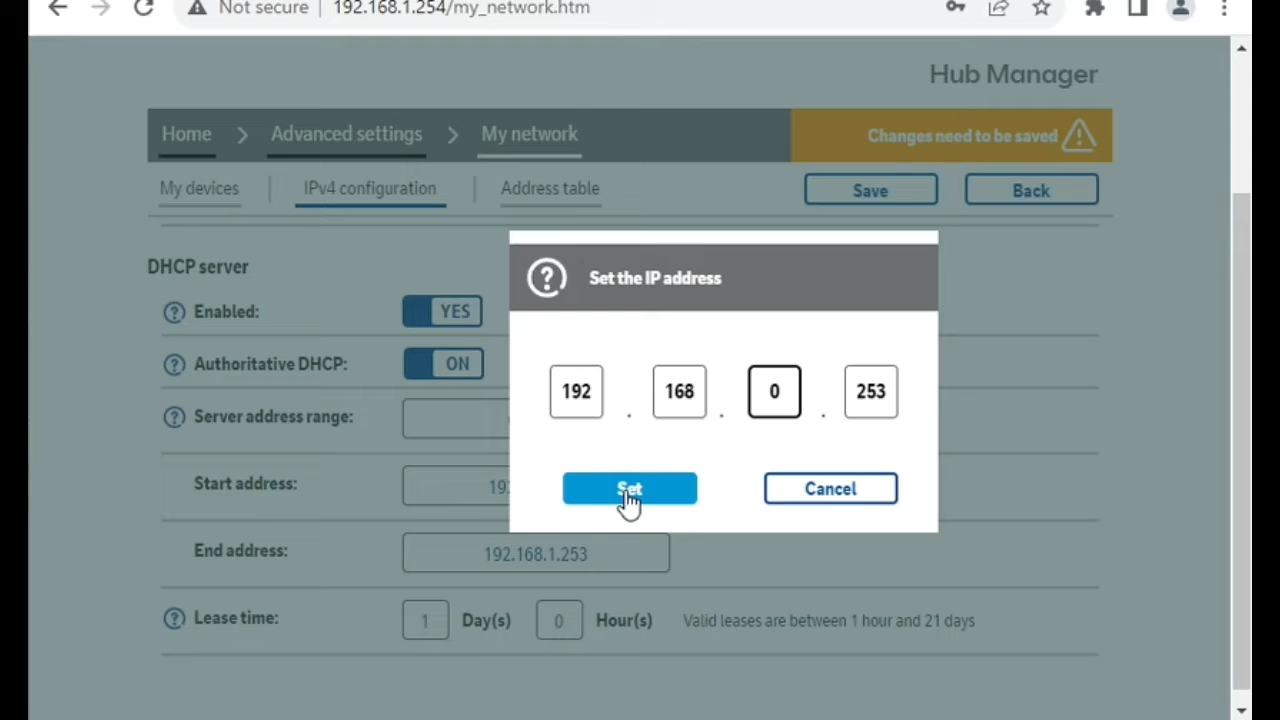 Not secure | 192.168.1.254/my_network.htm
Hub Manager
Home > Advanced settings > My network
Changes need to be saved
My devices | IPv4 configuration | Address table
Save
Back
DHCP server
Set the IP address
Enabled: YES
Authoritative DHCP: ON
192 . 168 . 0 . 253
Server address range:
Start address: 19
Set
Cancel
End address: 192.168.1.253
Lease time: 1 Day(s) 0 Hour(s) Valid leases are between 1 hour and 21 days